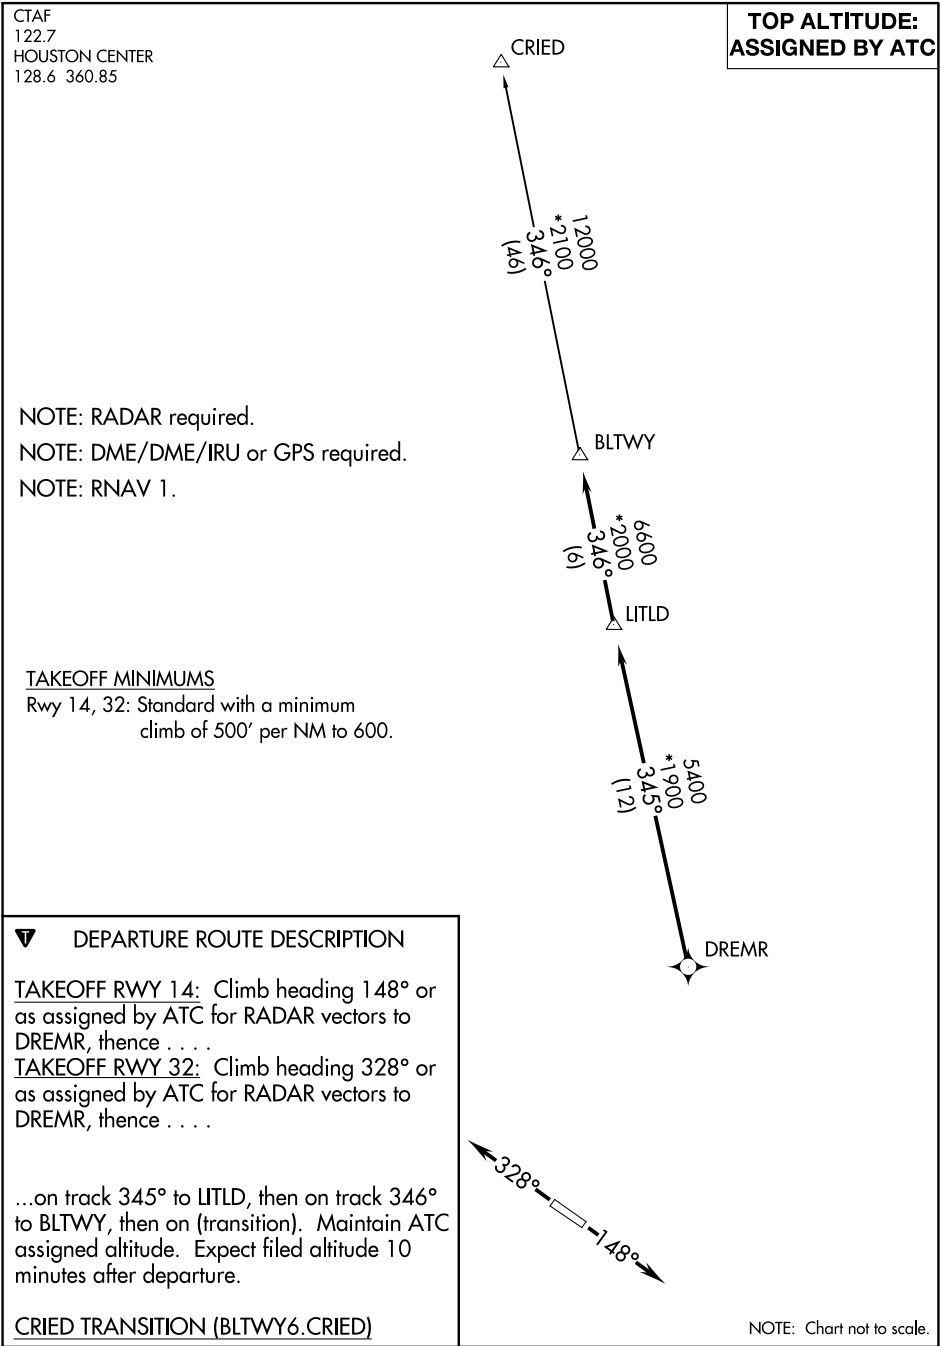 CTAF
122.7
HOUSTON CENTER
128.6 360.85
TOP ALTITUDE:
ASSIGNED BY ATC
CRIED
12000
*2100
346°
(46)
NOTE: RADAR required.
NOTE: DME/DME/IRU or GPS required.
NOTE: RNAV 1.
BLTWY
6600
*2000
346°
(6)
LITLD
TAKEOFF MINIMUMS
Rwy 14, 32: Standard with a minimum
climb of 500' per NM to 600.
5400
*1900
345°
(12)
DREMR
T DEPARTURE ROUTE DESCRIPTION
TAKEOFF RWY 14: Climb heading 148° or
as assigned by ATC for RADAR vectors to
DREMR, thence . . . .
TAKEOFF RWY 32: Climb heading 328° or
as assigned by ATC for RADAR vectors to
DREMR, thence . . . .
...on track 345° to LITLD, then on track 346°
to BLTWY, then on (transition). Maintain ATC
assigned altitude. Expect filed altitude 10
minutes after departure.
CRIED TRANSITION (BLTWY6.CRIED)
328°
148°
NOTE: Chart not to scale.